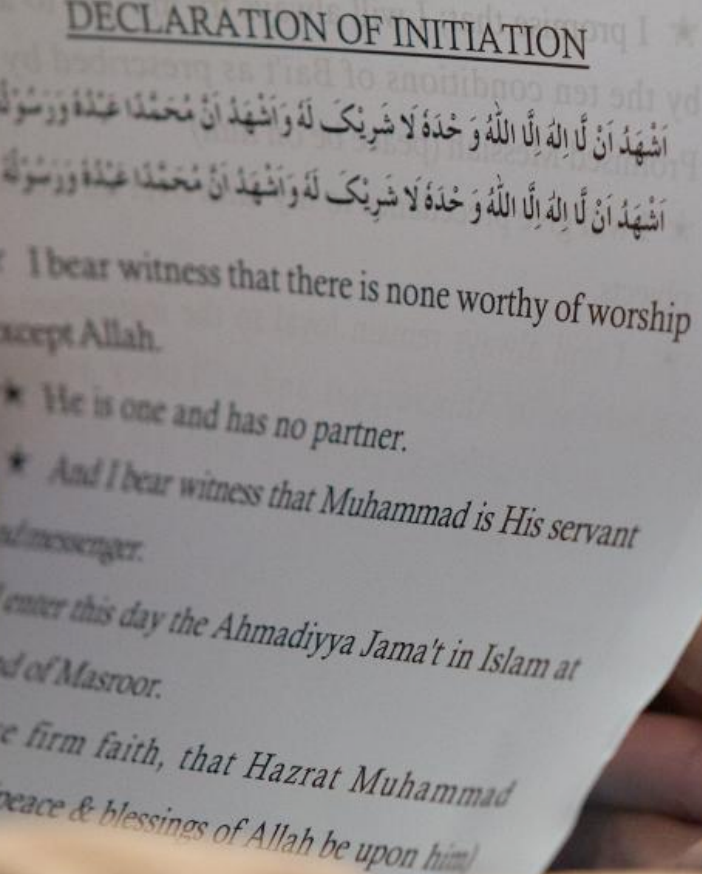 DECLARATION OF INITIATION
اَشْهَدُ اَنْ لَّا اِلٰهَ اِلَّا اللّٰهُ وَحْدَهٗ لَا شَرِيْكَ لَهٗ وَاَشْهَدُ اَنَّ مُحَمَّدًا عَبْدُهٗ وَرَسُوْلُهٗ
اَشْهَدُ اَنْ لَّا اِلٰهَ اِلَّا اللّٰهُ وَحْدَهٗ لَا شَرِيْكَ لَهٗ وَاَشْهَدُ اَنَّ مُحَمَّدًا عَبْدُهٗ وَرَسُوْلُهٗ
I bear witness that there is none worthy of worship
Allah.
★ He is one and has no partner.
★ And I bear witness that Muhammad is His servant
messenger.
enter this day the Ahmadiyya Jama't in Islam at
of Masroor.
firm faith, that Hazrat Muhammad
peace & blessings of Allah be upon him)